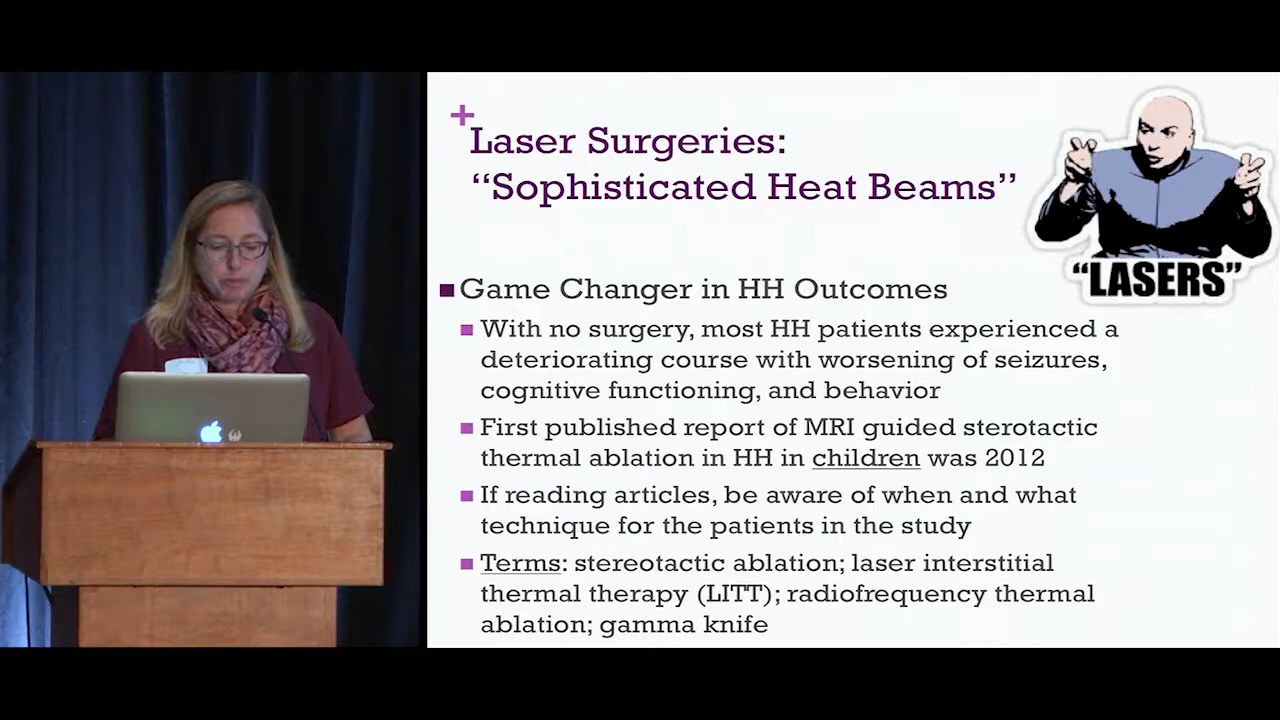 +
Laser Surgeries:
“Sophisticated Heat Beams”
“LASERS”
Game Changer in HH Outcomes
With no surgery, most HH patients experienced a
deteriorating course with worsening of seizures,
cognitive functioning, and behavior
First published report of MRI guided sterotactic
thermal ablation in HH in children was 2012
If reading articles, be aware of when and what
technique for the patients in the study
Terms: stereotactic ablation; laser interstitial
thermal therapy (LITT); radiofrequency thermal
ablation; gamma knife